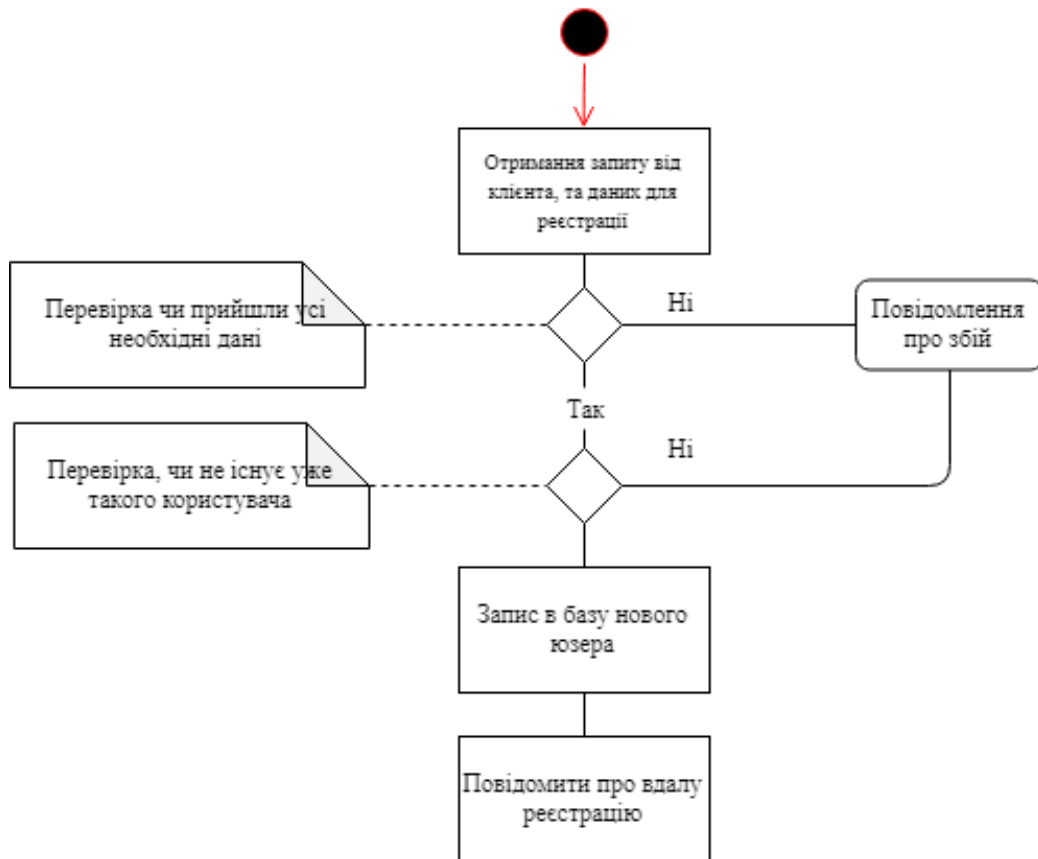 Отримання запиту від
клієнта, та даних для
реєстрації
Перевірка чи прийшли усі
необхідні дані
Ні
Повідомлення
про збій
Так
Перевірка, чи не існує уже
такого користувача
Ні
Запис в базу нового
юзера
Повідомити про вдалу
реєстрацію